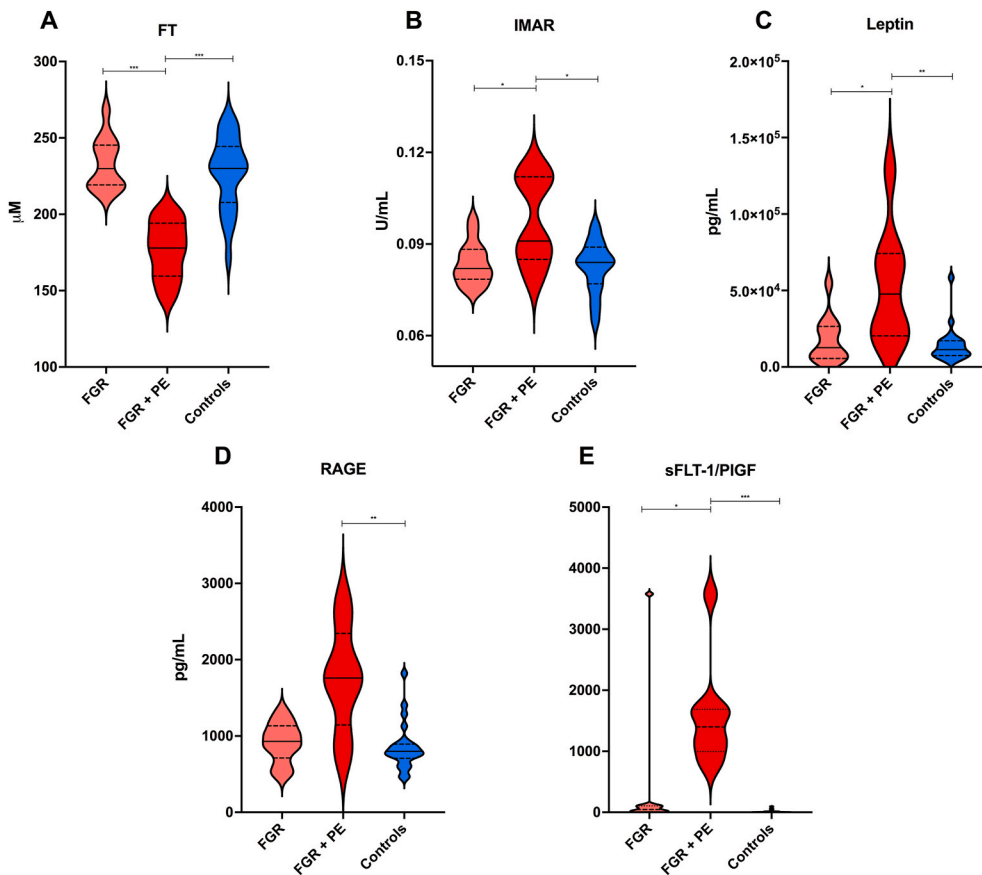 A
FT
***
***
300
250
200
150
100
μM
FGR
FGR + PE
Controls
B
IMAR
*
*
0.15
0.12
0.09
0.06
U/mL
FGR
FGR + PE
Controls
C
Leptin
*
**
2.0×10⁵
1.5×10⁵
1.0×10⁵
5.0×10⁴
0.0
pg/mL
FGR
FGR + PE
Controls
D
RAGE
**
4000
3000
2000
1000
0
pg/mL
FGR
FGR + PE
Controls
E
sFLT-1/PIGF
*
***
5000
4000
3000
2000
1000
0
FGR
FGR + PE
Controls